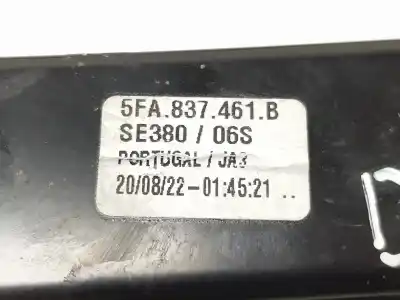 5FA.837.461.B
SE380 / 06S
PORTUGAL / JA3
20/08/22-01:45:21 ..
D